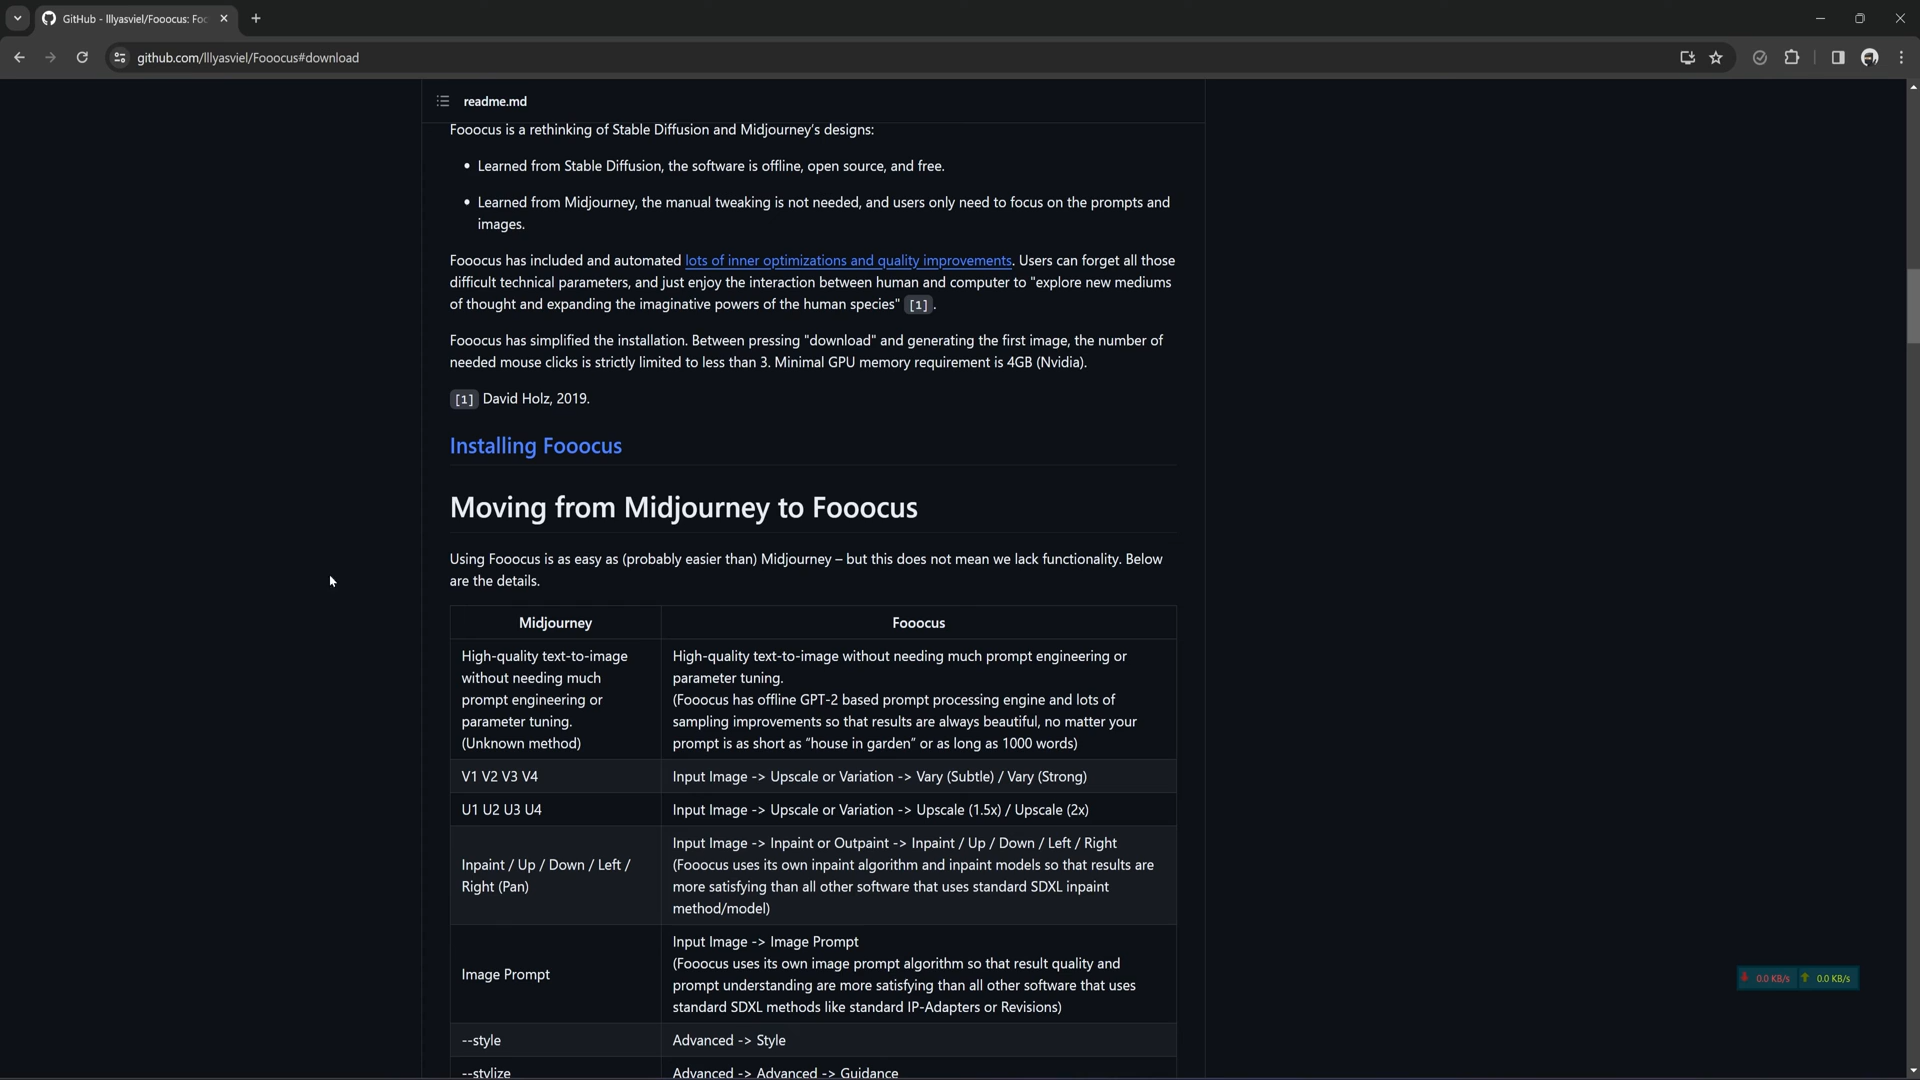 GitHub - lllyasviel/Fooocus: Foc
github.com/lllyasviel/Fooocus#download
readme.md
Fooocus is a rethinking of Stable Diffusion and Midjourney's designs:
• Learned from Stable Diffusion, the software is offline, open source, and free.
• Learned from Midjourney, the manual tweaking is not needed, and users only need to focus on the prompts and
images.
Fooocus has included and automated lots of inner optimizations and quality improvements. Users can forget all those
difficult technical parameters, and just enjoy the interaction between human and computer to "explore new mediums
of thought and expanding the imaginative powers of the human species" [1].
Fooocus has simplified the installation. Between pressing "download" and generating the first image, the number of
needed mouse clicks is strictly limited to less than 3. Minimal GPU memory requirement is 4GB (Nvidia).
[1] David Holz, 2019.
Installing Fooocus
Moving from Midjourney to Fooocus
Using Fooocus is as easy as (probably easier than) Midjourney – but this does not mean we lack functionality. Below
are the details.
Midjourney
Fooocus
High-quality text-to-image
without needing much
prompt engineering or
parameter tuning.
(Unknown method)
High-quality text-to-image without needing much prompt engineering or
parameter tuning.
(Fooocus has offline GPT-2 based prompt processing engine and lots of
sampling improvements so that results are always beautiful, no matter your
prompt is as short as “house in garden” or as long as 1000 words)
V1 V2 V3 V4
Input Image -> Upscale or Variation -> Vary (Subtle) / Vary (Strong)
U1 U2 U3 U4
Input Image -> Upscale or Variation -> Upscale (1.5x) / Upscale (2x)
Inpaint / Up / Down / Left /
Right (Pan)
Input Image -> Inpaint or Outpaint -> Inpaint / Up / Down / Left / Right
(Fooocus uses its own inpaint algorithm and inpaint models so that results are
more satisfying than all other software that uses standard SDXL inpaint
method/model)
Image Prompt
Input Image -> Image Prompt
(Fooocus uses its own image prompt algorithm so that result quality and
prompt understanding are more satisfying than all other software that uses
standard SDXL methods like standard IP-Adapters or Revisions)
--style
Advanced -> Style
--stylize
Advanced -> Advanced -> Guidance
0.0 KB/s
0.0 KB/s